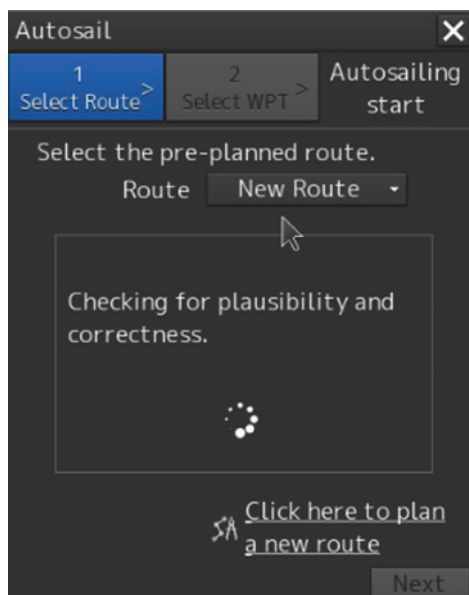 Autosail
1
Select Route >
2
Select WPT >
Autosailing
start
Select the pre-planned route.
Route New Route
Checking for plausibility and
correctness.
Click here to plan
a new route
Next